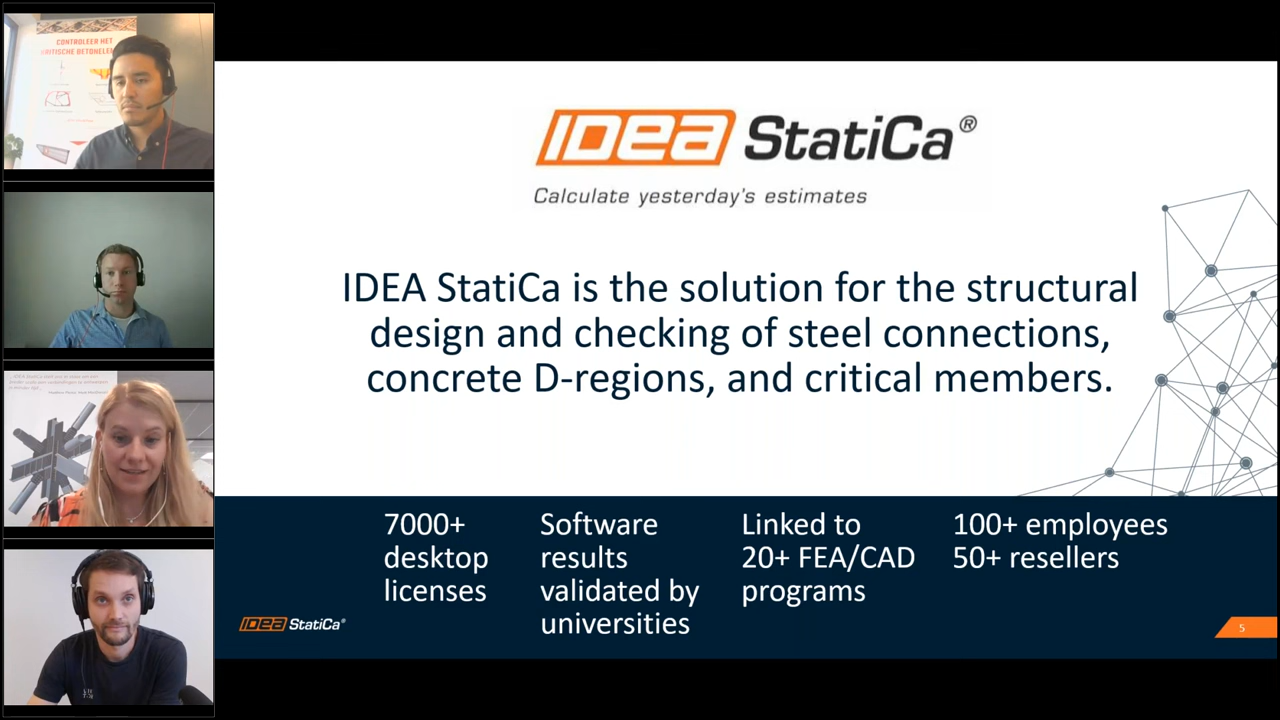 CONTROLEER HET
KRITISCHE BETONELE
IDEA StatiCa®
Calculate yesterday's estimates
IDEA StatiCa is the solution for the structural
design and checking of steel connections,
concrete D-regions, and critical members.
7000+
desktop
licenses
Software
results
validated by
universities
Linked to
20+ FEA/CAD
programs
100+ employees
50+ resellers
IDEA StatiCa®
5